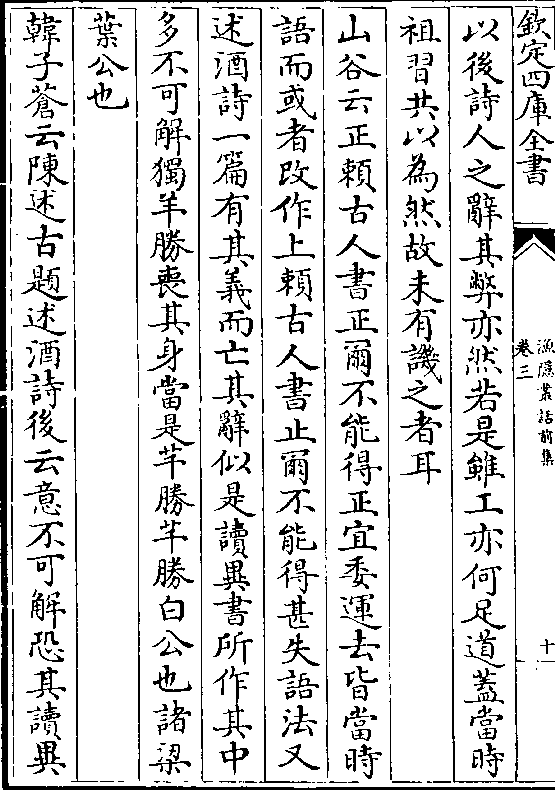 欽定四庫全書
漁隱叢話前集
卷三
十
以後詩人之辭其弊亦然若是雖工亦何足道蓋當時
祖習共以為然故未有譏之者耳
山谷云正賴古人書正爾不能得正宜委運去皆當時
語而或者改作上賴古人書止爾不能得甚失語法又
述酒詩一篇有其義而亡其辭似是讀異書所作其中
多不可解獨羊勝喪其身當是芊勝芊勝白公也諸梁
葉公也
韓子蒼云陳述古題述酒詩後云意不可解恐其讀異